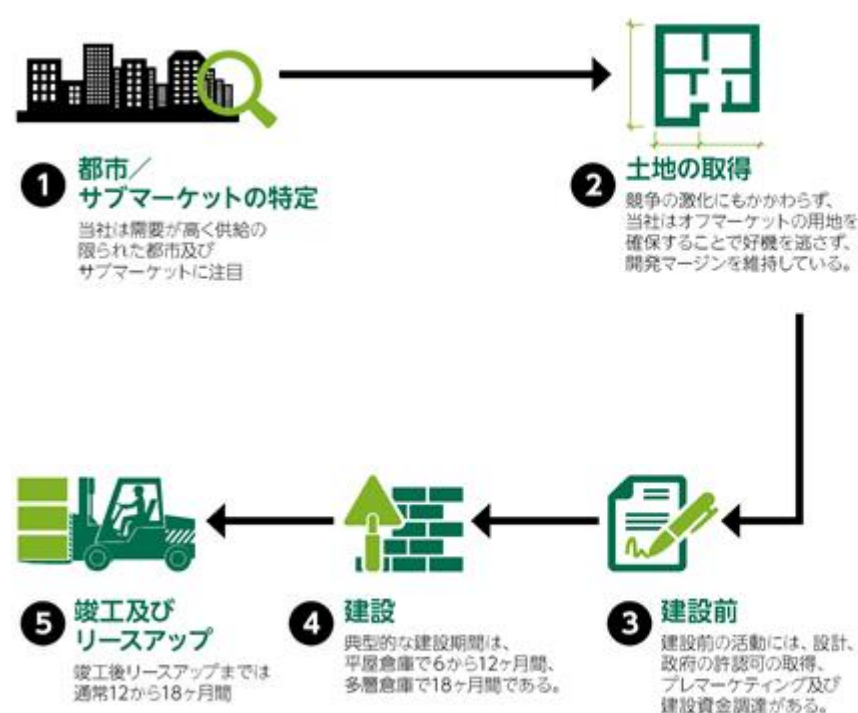 1
都市／
サブマーケットの特定
当社は需要が高く供給の
限られた都市及び
サブマーケットに注目
2
土地の取得
競争の激化にもかかわらず、
当社はオフマーケットの用地を
確保することで好機を逃さず、
開発マージンを維持している。
3
建設前
建設前の活動には、設計、
政府の許認可の取得、
プレマーケティング及び
建設資金調達がある。
4
建設
典型的な建設期間は、
平屋倉庫で6から12ヶ月間、
多層倉庫で18ヶ月間である。
5
竣工及び
リースアップ
竣工後リースアップまでは
通常12から18ヶ月間